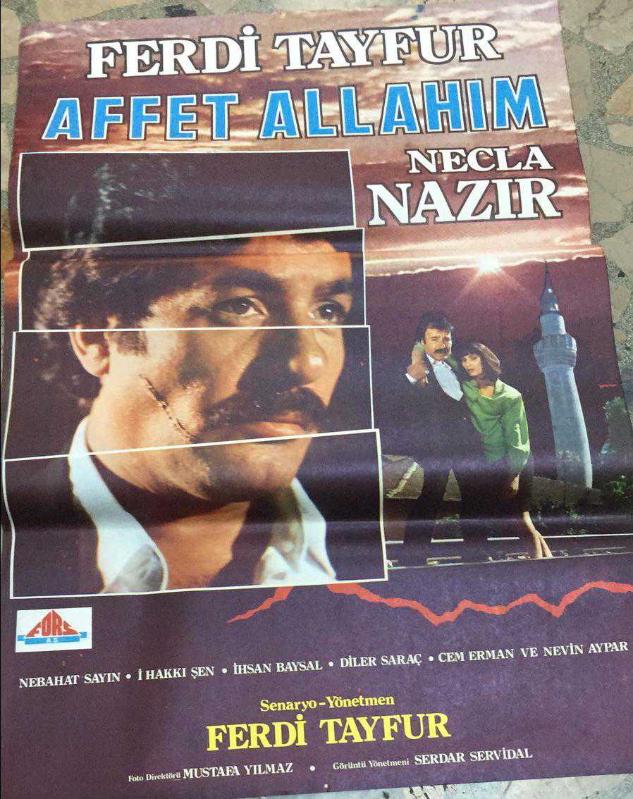 FERDİ TAYFUR
AFFET ALLAHIM
NECLA
NAZIR
FORS
A.Ş.
NEBAHAT SAYIN • İ HAKKI ŞEN • İHSAN BAYSAL • DİLER SARAÇ • CEM ERMAN VE NEVİN AYPAR
Senaryo-Yönetmen
FERDİ TAYFUR
Foto Direktörü MUSTAFA YILMAZ • Görüntü Yönetmeni SERDAR SERVİDAL